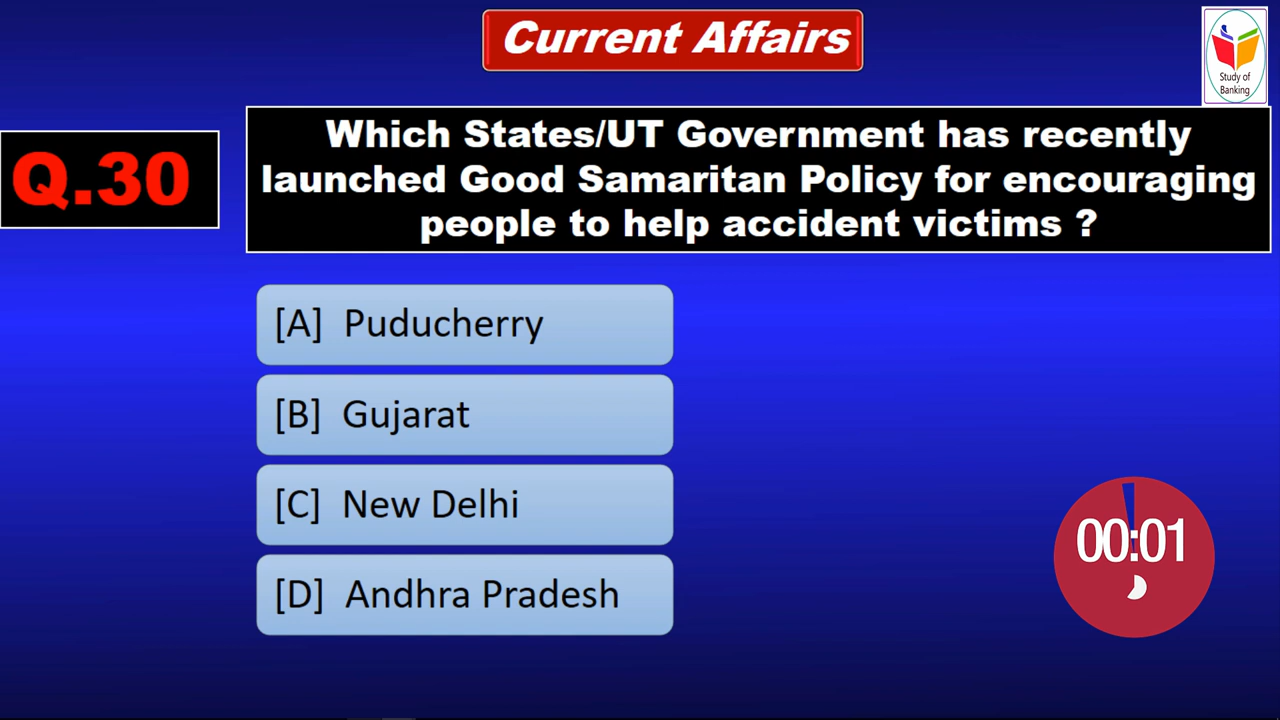 Current Affairs
Study of
Banking
Q.30
Which States/UT Government has recently
launched Good Samaritan Policy for encouraging
people to help accident victims ?
[A] Puducherry
[B] Gujarat
[C] New Delhi
[D] Andhra Pradesh
00:01